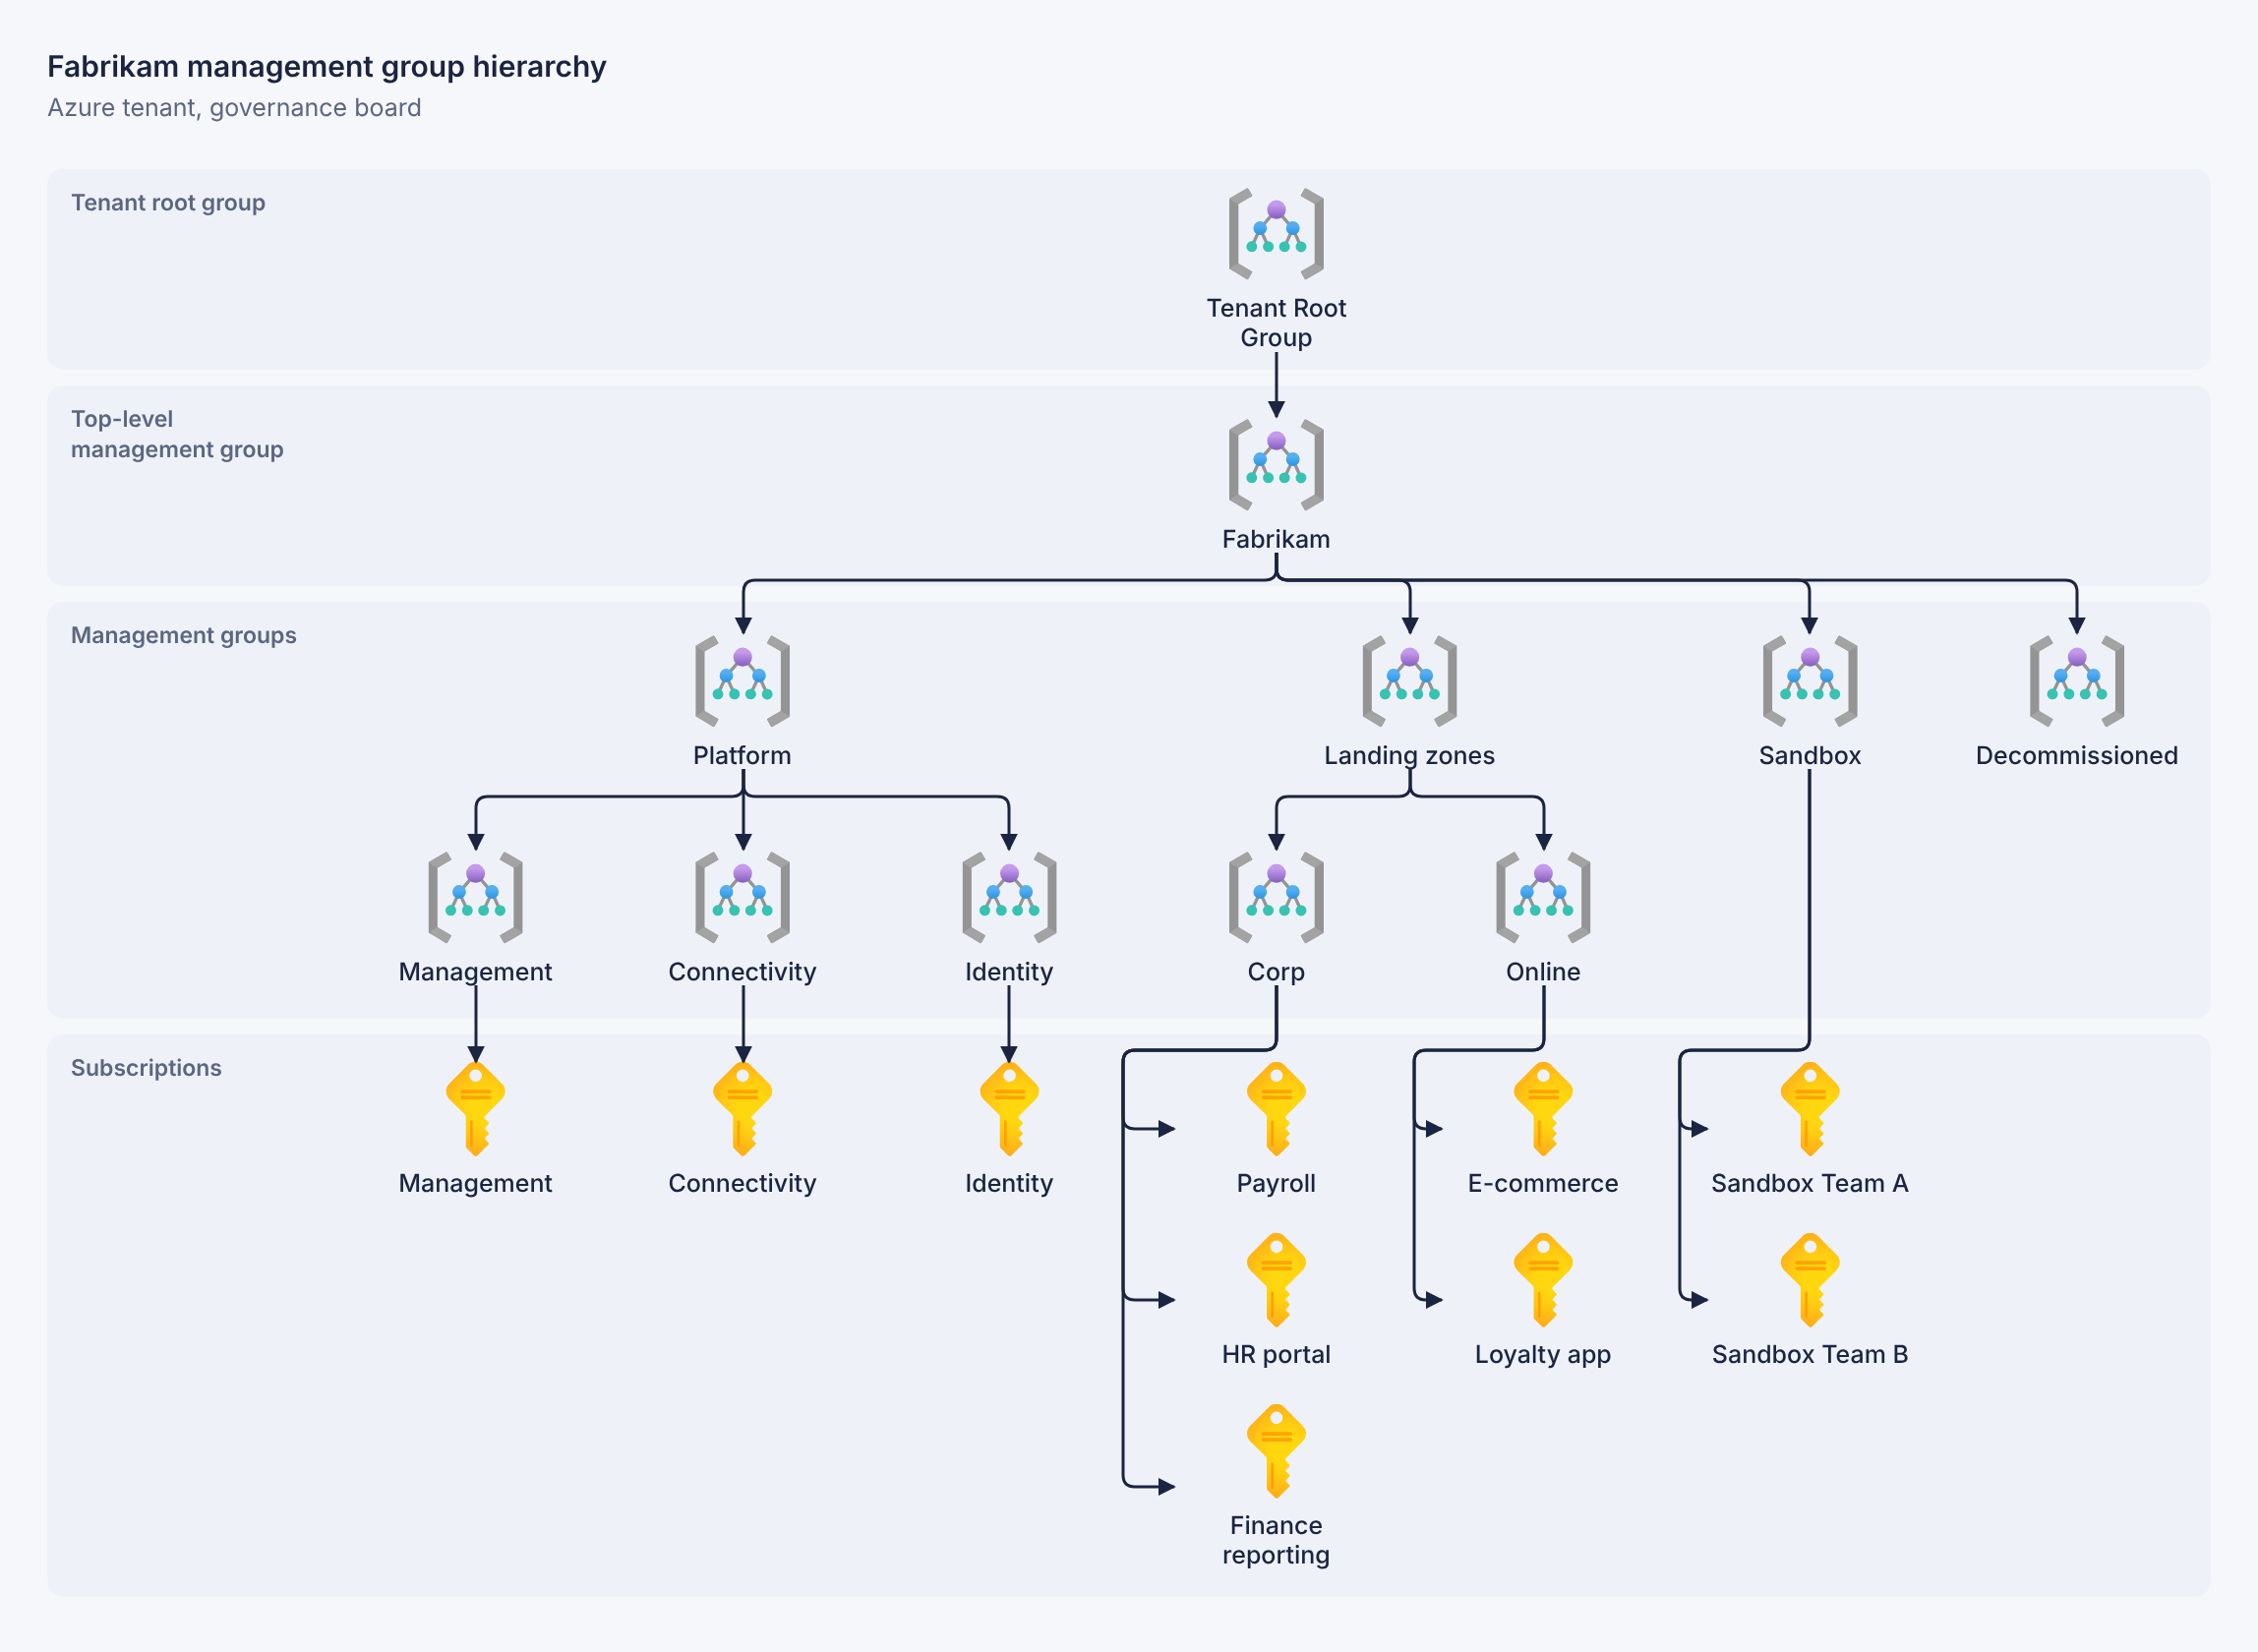 Fabrikam management group hierarchy
Azure tenant, governance board
Tenant root group
Tenant Root
Group
Top-level
management group
Fabrikam
Management groups
Platform
Landing zones
Sandbox
Decommissioned
Management
Connectivity
Identity
Corp
Online
Subscriptions
Management
Connectivity
Identity
Payroll
E-commerce
Sandbox Team A
HR portal
Loyalty app
Sandbox Team B
Finance
reporting